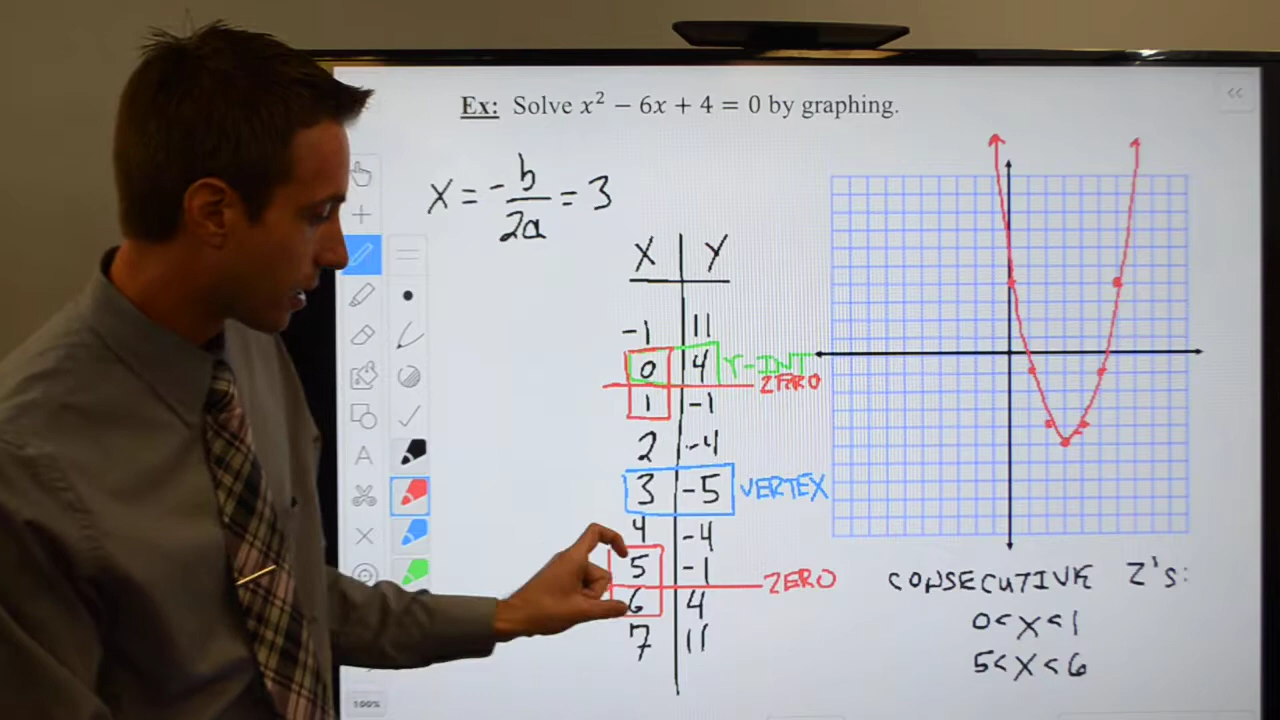 Ex: Solve x² − 6x + 4 = 0 by graphing.
X = -b/2a = 3
X Y
-1 11
0 4 Y-INT
ZERO
1 -1
2 -4
3 -5 VERTEX
4 -4
5 -1
ZERO
6 4
7 11
CONSECUTIVE Z's:
0<X<1
5<X<6
A
100%